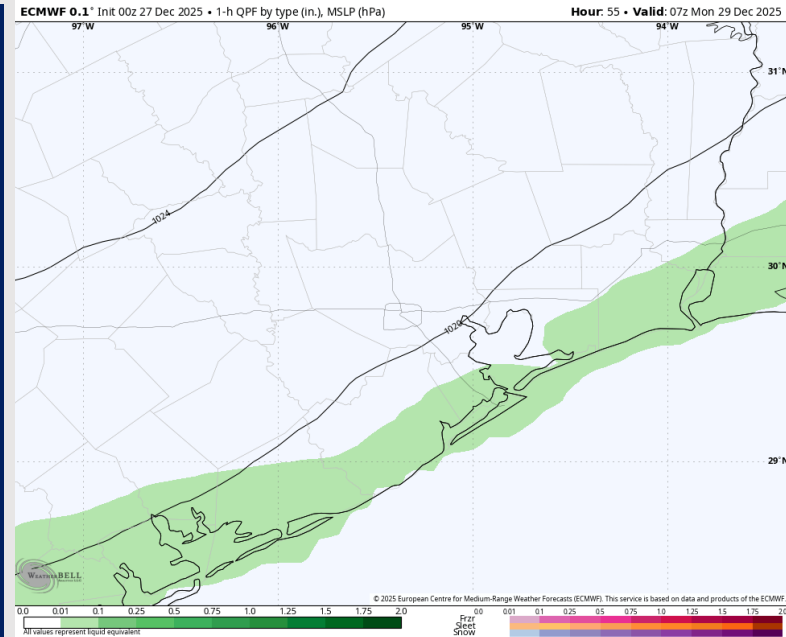 ECMWF 0.1° Init 00z 27 Dec 2025 • 1-h QPF by type (in.), MSLP (hPa) Hour: 55 • Valid: 07z Mon 29 Dec 2025
97°W 96°W 95°W 94°W
31°N
1024
30°N
1020
29°N
WEATHERBELL
© 2025 European Centre for Medium-Range Weather Forecasts (ECMWF). This service is based on data and products of the ECMWF.
0.0 0.01 0.1 0.25 0.5 0.75 1.0 1.25 1.5 1.75 2.0
0.0 0.01 0.1 0.25 0.5 0.75 1.0 1.25 1.5 1.75 2.0
All values represent liquid equivalent
Frzr
Sleet
Snow